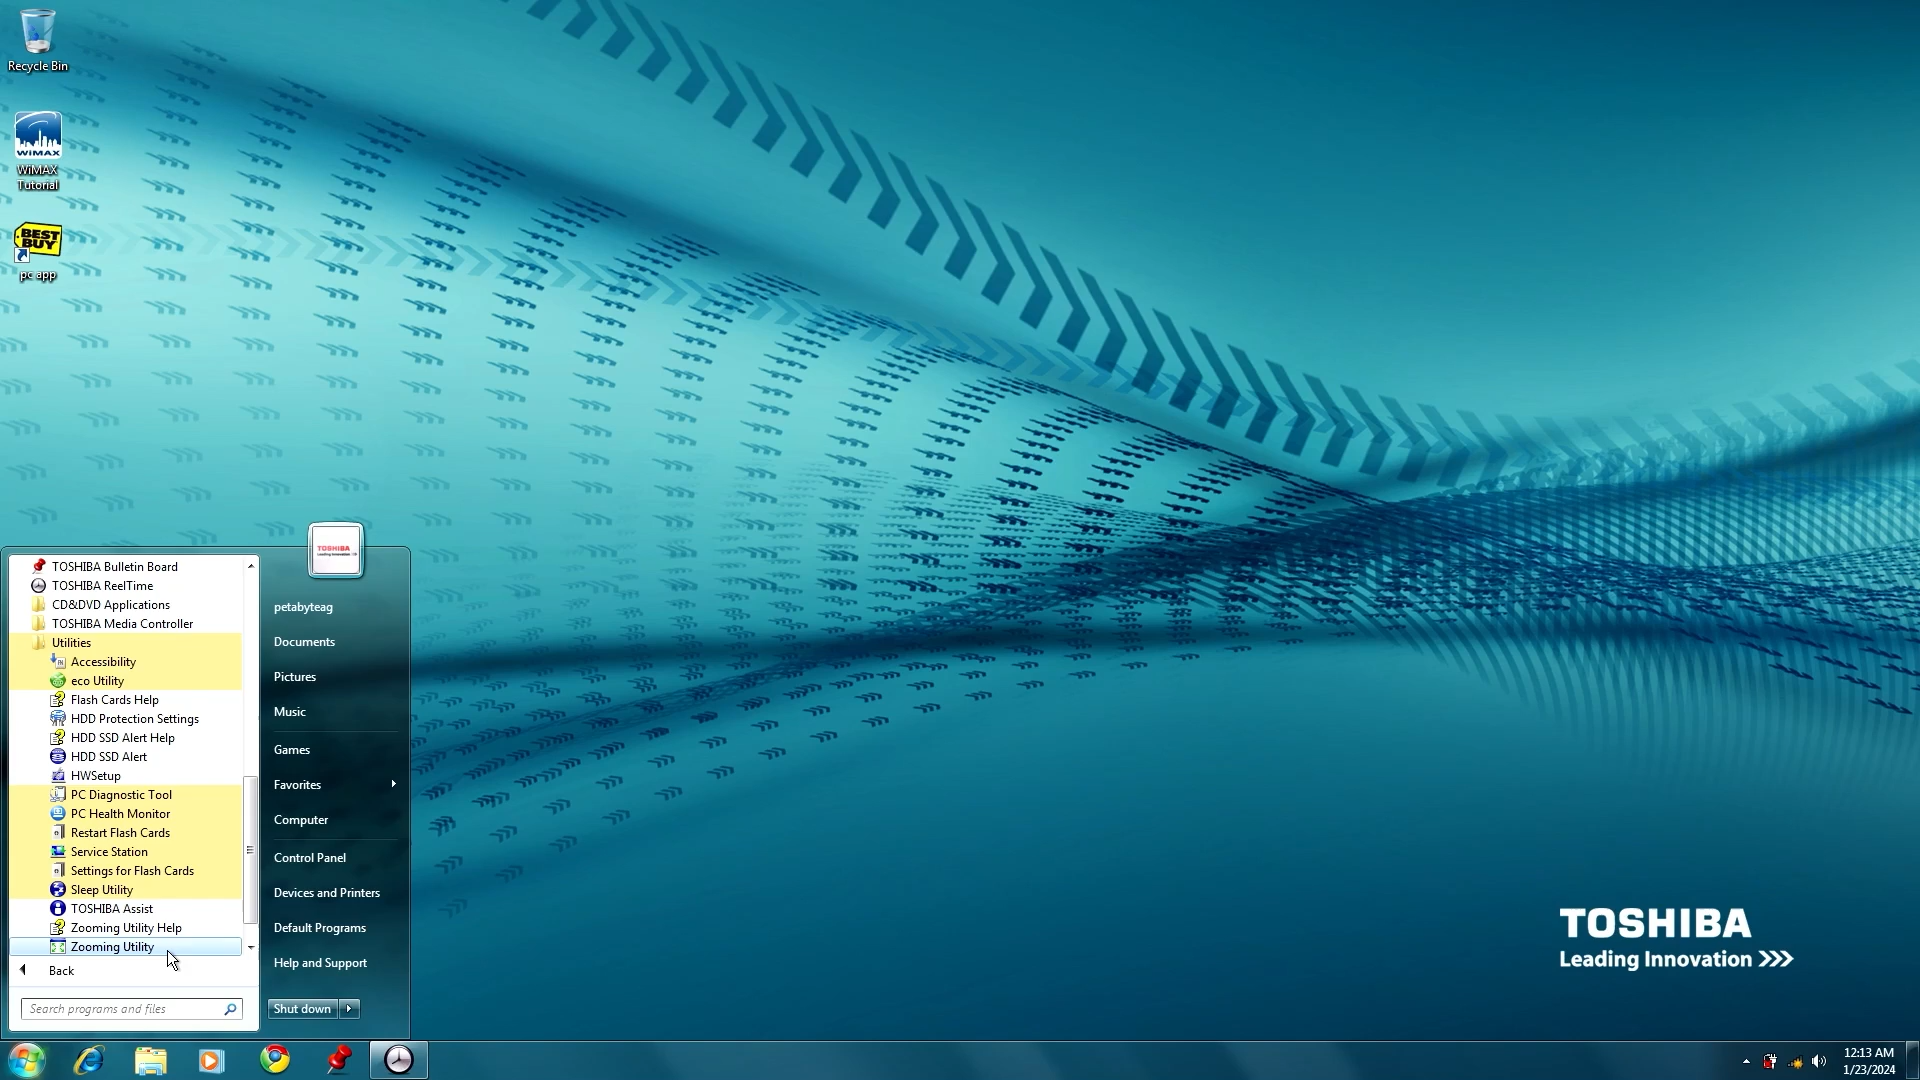 Recycle Bin
WiMAX
WiMAX
Tutorial
BEST
BUY
pc app
TOSHIBA
Leading Innovation >>>
TOSHIBA Bulletin Board
TOSHIBA ReelTime
CD&DVD Applications
TOSHIBA Media Controller
Utilities
Accessibility
eco Utility
Flash Cards Help
HDD Protection Settings
HDD SSD Alert Help
HDD SSD Alert
HWSetup
PC Diagnostic Tool
PC Health Monitor
Restart Flash Cards
Service Station
Settings for Flash Cards
Sleep Utility
TOSHIBA Assist
Zooming Utility Help
Zooming Utility
Back
Search programs and files
petabyteag
Documents
Pictures
Music
Games
Favorites
Computer
Control Panel
Devices and Printers
Default Programs
Help and Support
Shut down
TOSHIBA
Leading Innovation >>>
12:13 AM
1/23/2024